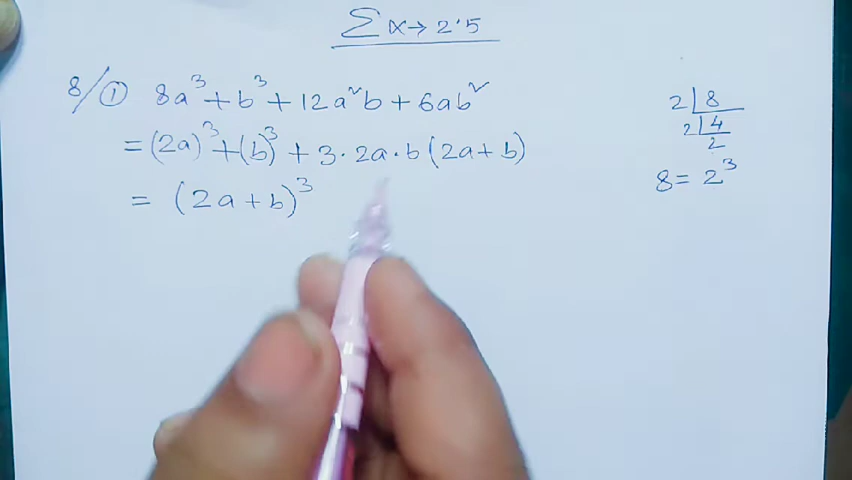 Ex → 2.5
8/① 8a³ + b³ + 12a²b + 6ab²
= (2a)³ + (b)³ + 3·2a·b(2a+b)
= (2a+b)³
2 | 8
2 | 4
2
8 = 2³